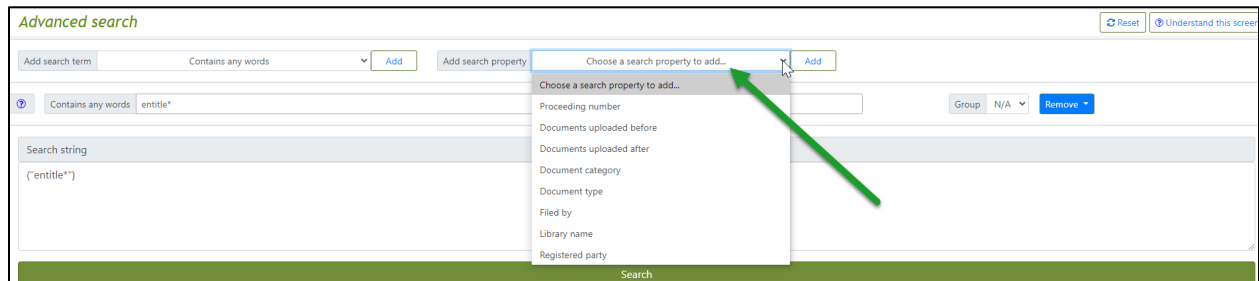 Advanced search
Reset
Understand this screen
Add search term Contains any words Add Add search property Choose a search property to add... Add
Choose a search property to add...
Proceeding number
Contains any words entitle* Group N/A Remove
Documents uploaded before
Documents uploaded after
Search string
Document category
("entitle*")
Document type
Filed by
Library name
Registered party
Search